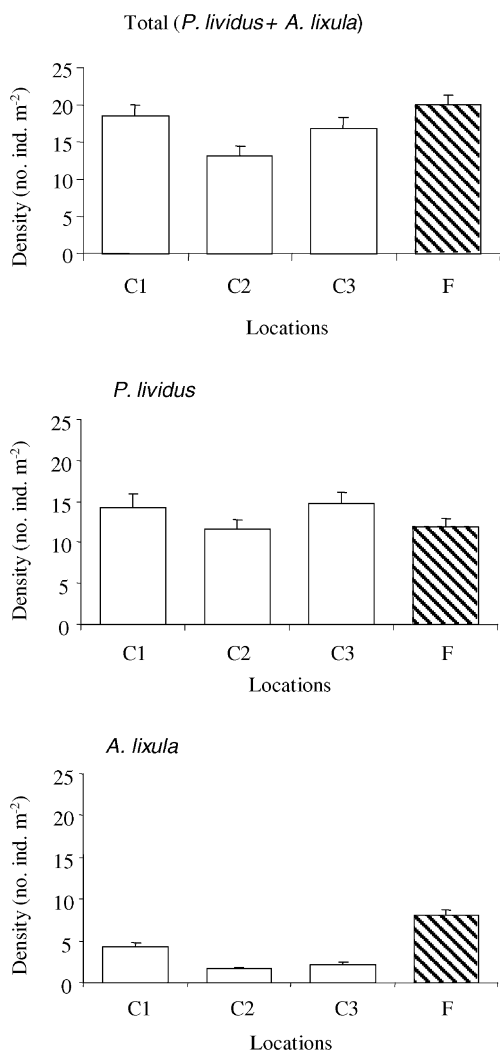 Total (P. lividus + A. lixula)
Density (no. ind. m-2)
25
20
15
10
5
0
C1 C2 C3 F
Locations
P. lividus
Density (no. ind. m-2)
25
20
15
10
5
0
C1 C2 C3 F
Locations
A. lixula
Density (no. ind. m-2)
25
20
15
10
5
0
C1 C2 C3 F
Locations